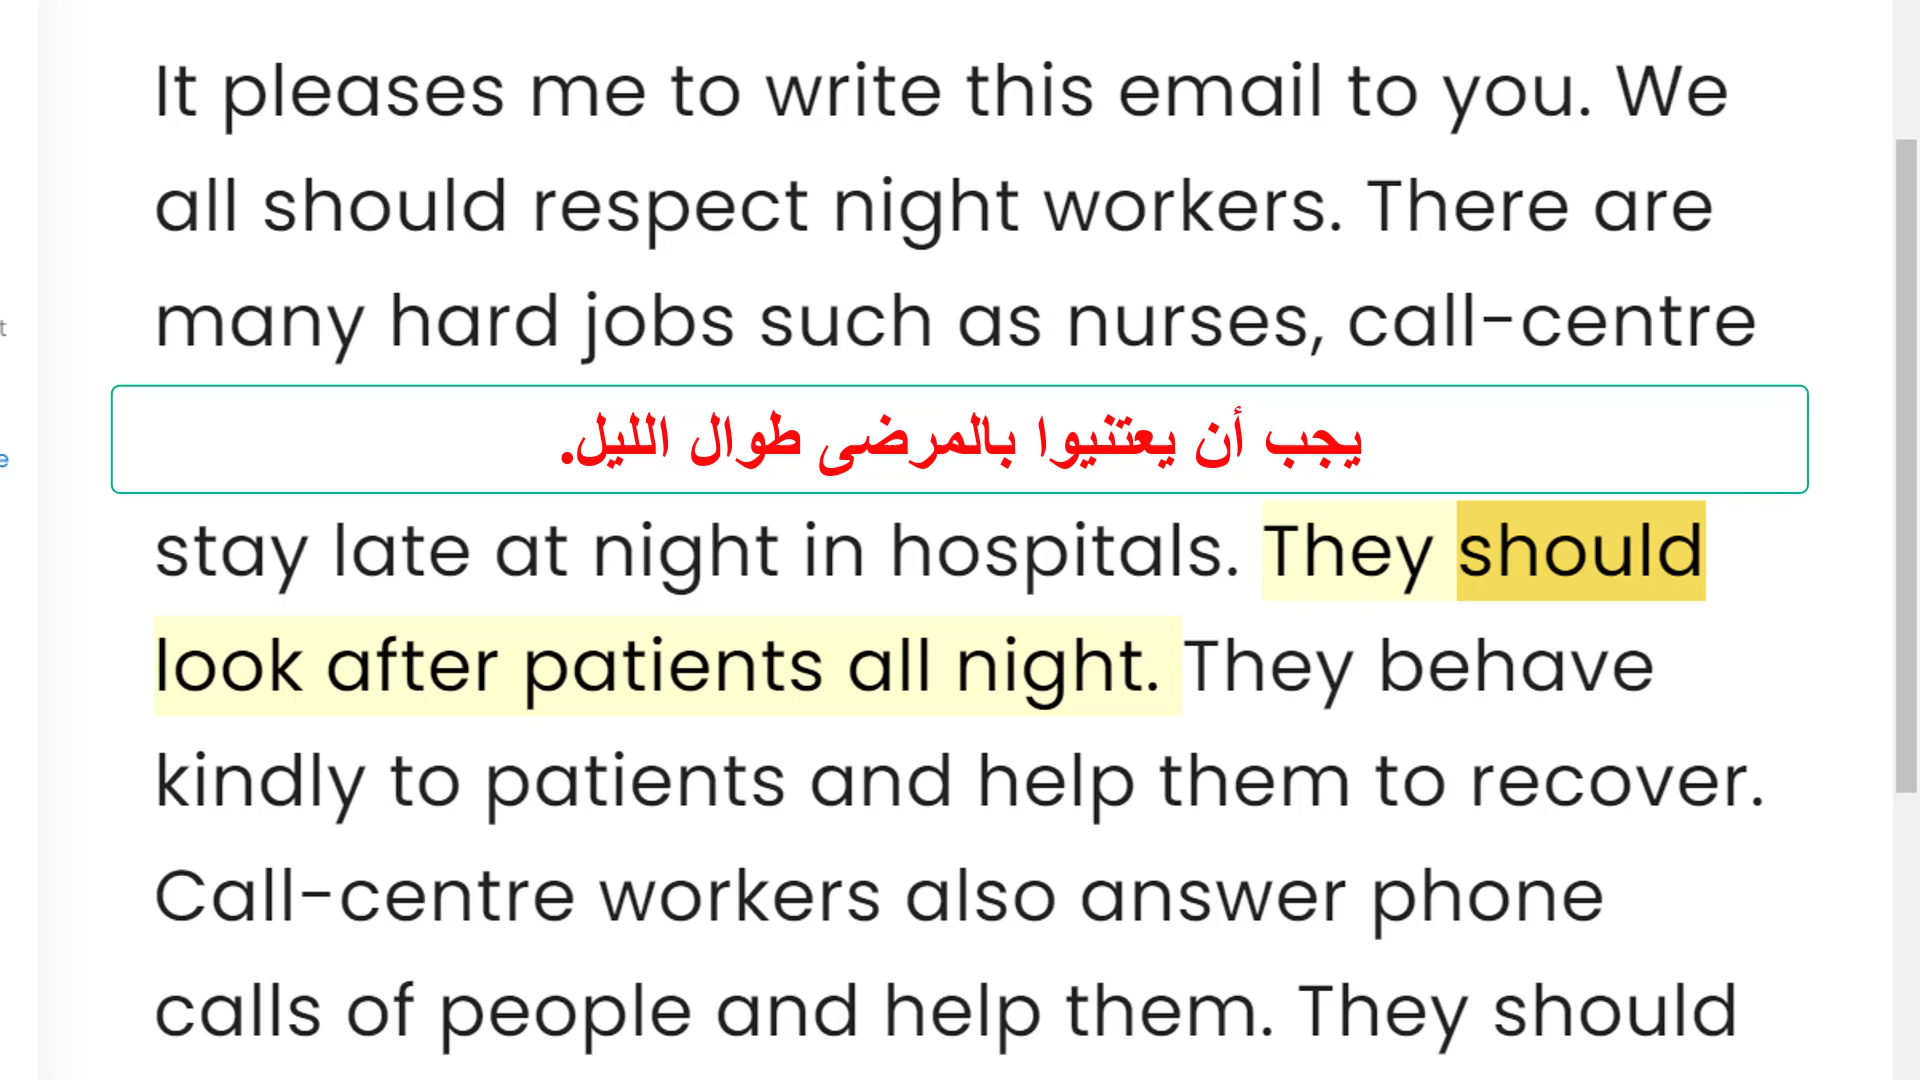 It pleases me to write this email to you. We
all should respect night workers. There are
many hard jobs such as nurses, call-centre
يجب أن يعتنيوا بالمرضى طوال الليل.
stay late at night in hospitals. They should
look after patients all night. They behave
kindly to patients and help them to recover.
Call-centre workers also answer phone
calls of people and help them. They should